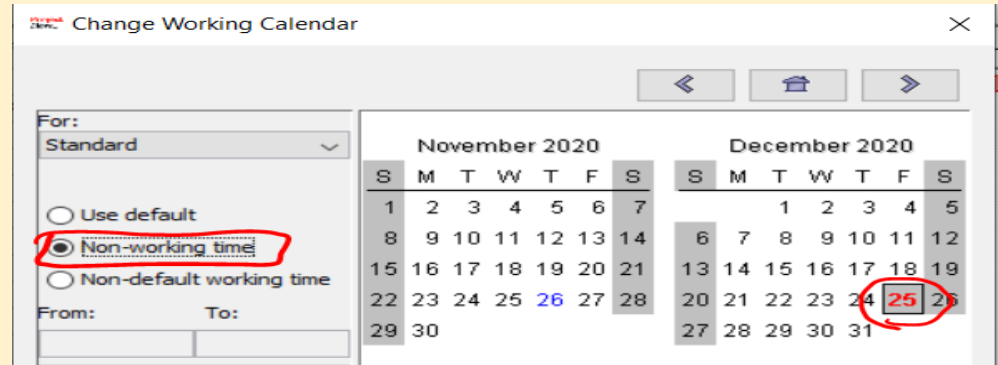 Change Working Calendar
For:
Standard
Use default
Non-working time
Non-default working time
From: To:
November 2020
S M T W T F S
1 2 3 4 5 6 7
8 9 10 11 12 13 14
15 16 17 18 19 20 21
22 23 24 25 26 27 28
29 30
December 2020
S M T W T F S
1 2 3 4 5
6 7 8 9 10 11 12
13 14 15 16 17 18 19
20 21 22 23 24 25 26
27 28 29 30 31